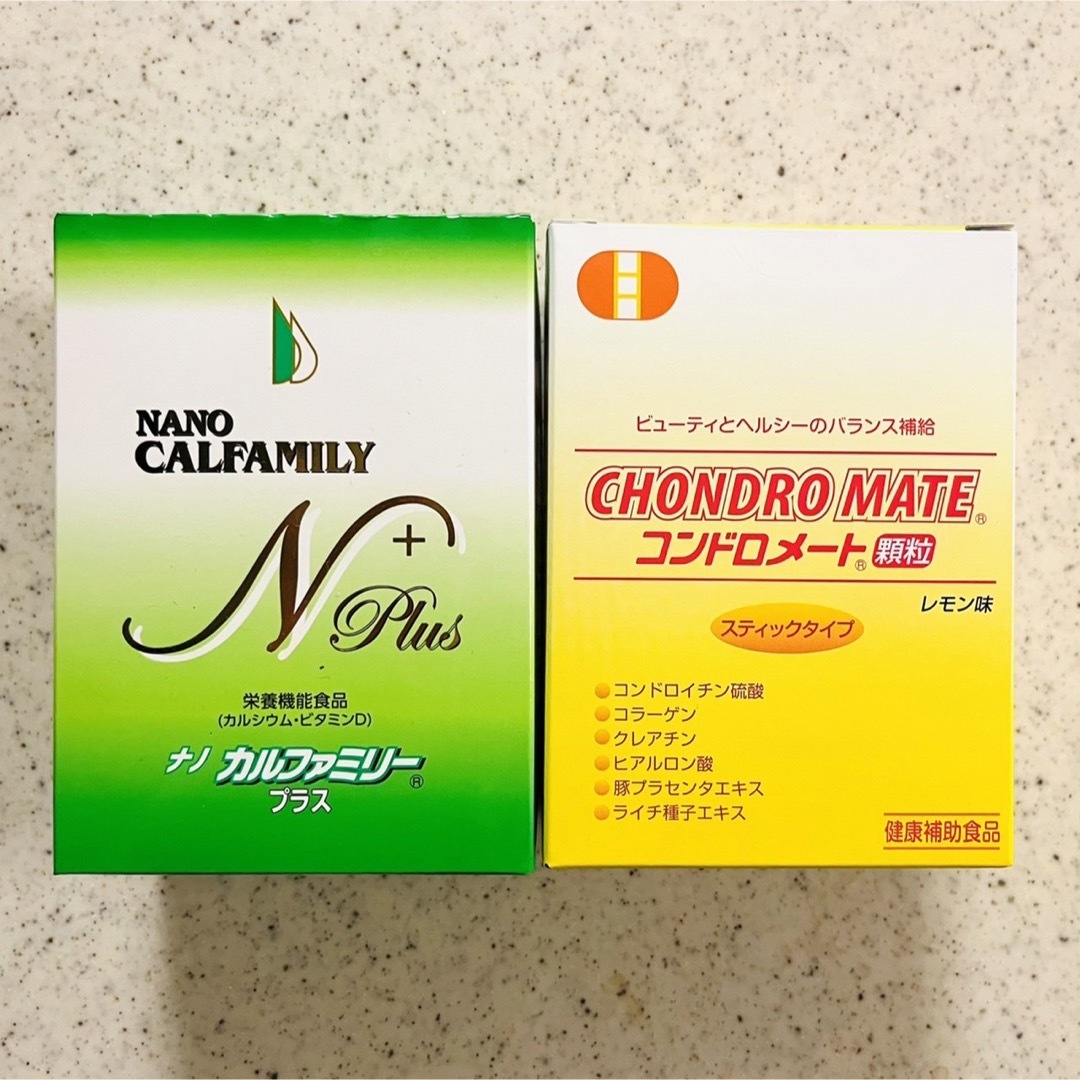 NANO
CALFAMILY
N+
Plus
栄養機能食品
(カルシウム・ビタミンD)
ナノ カルファミリー®
プラス
ビューティとヘルシーのバランス補給
CHONDRO MATE®
コンドロメート® 顆粒
レモン味
スティックタイプ
コンドロイチン硫酸
コラーゲン
クレアチン
ヒアルロン酸
豚プラセンタエキス
ライチ種子エキス
健康補助食品